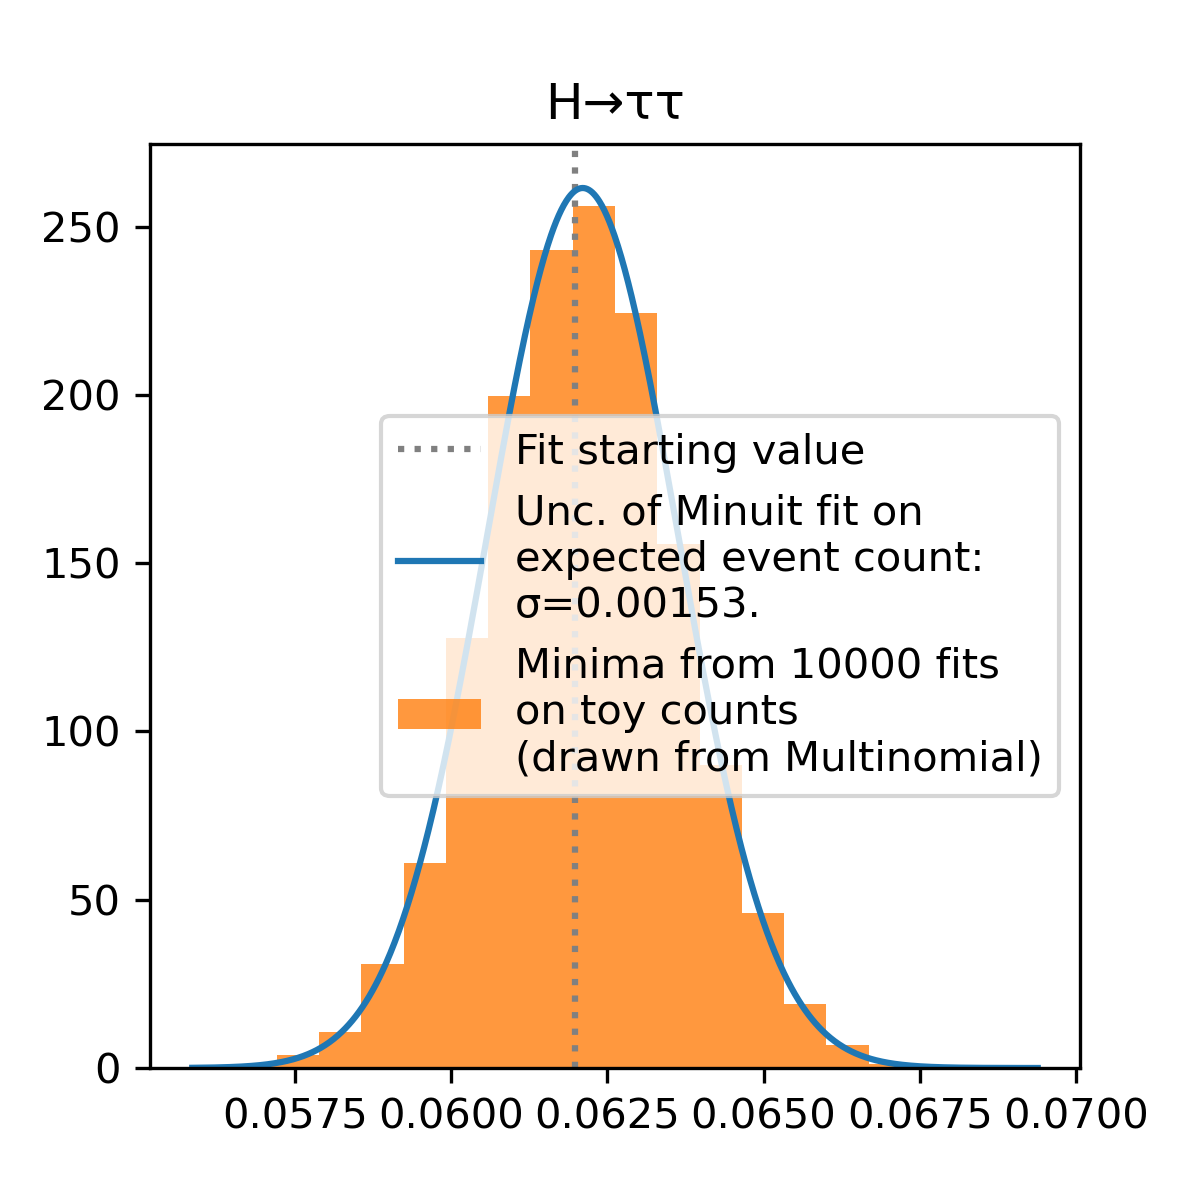 H→ττ
250
200
150
100
50
0
Fit starting value
Unc. of Minuit fit on
expected event count:
σ=0.00153.
Minima from 10000 fits
on toy counts
(drawn from Multinomial)
0.0575 0.0600 0.0625 0.0650 0.0675 0.0700